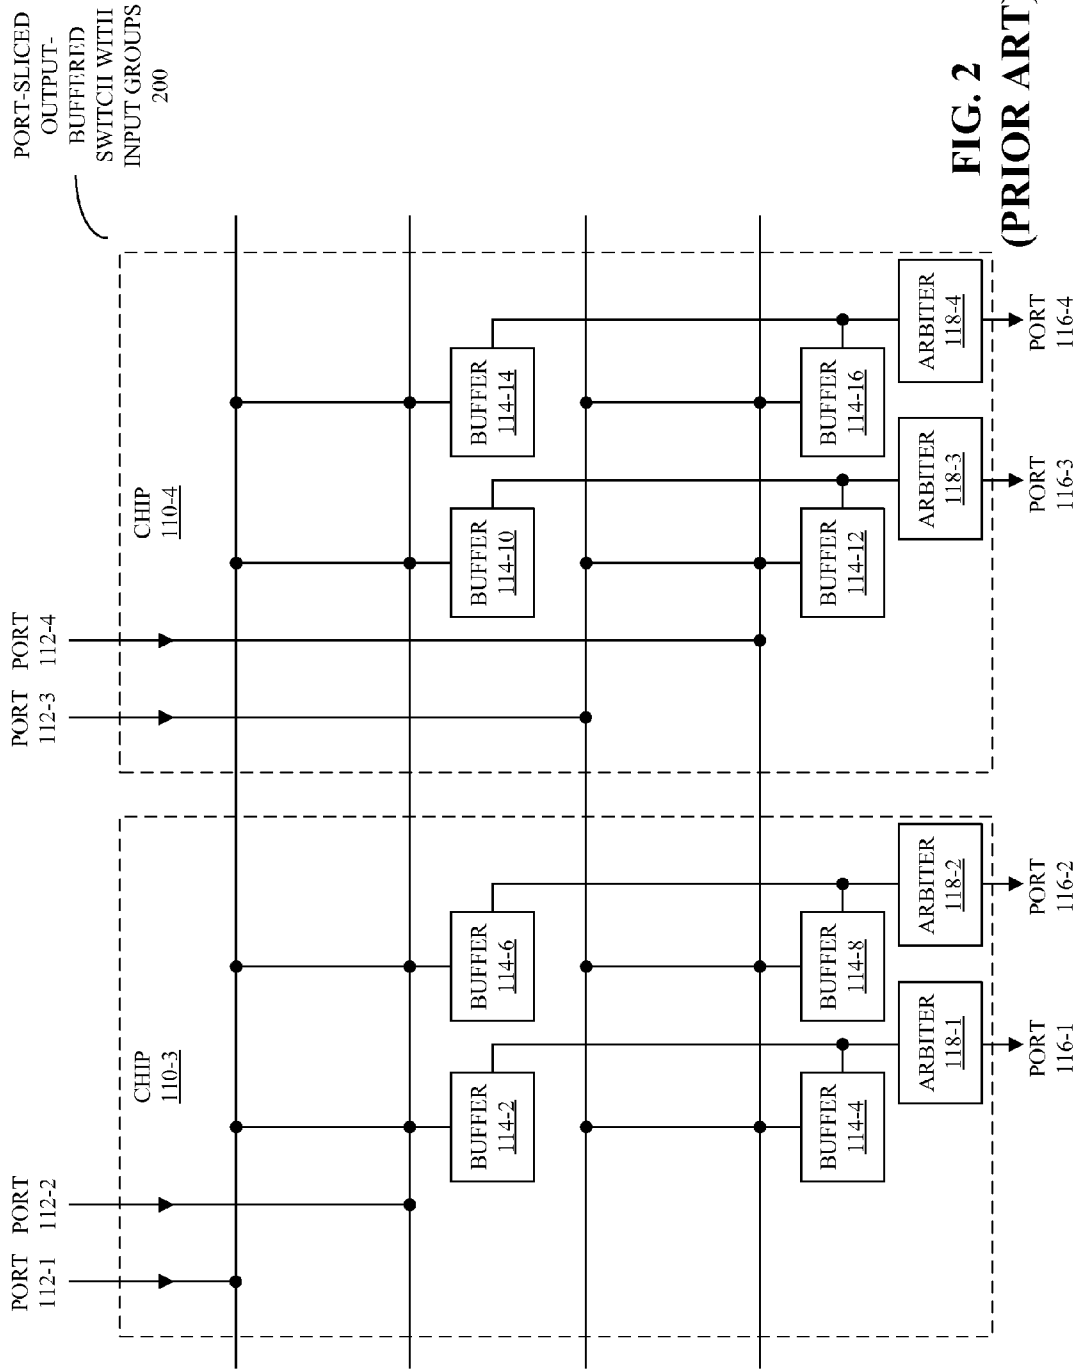 PORT-SLICED
OUTPUT-
BUFFERED
SWITCH WITH
INPUT GROUPS
200
PORT
112-1
PORT
112-2
PORT
112-3
PORT
112-4
CHIP
110-3
CHIP
110-4
BUFFER
114-2
BUFFER
114-6
BUFFER
114-10
BUFFER
114-14
BUFFER
114-4
BUFFER
114-8
BUFFER
114-12
BUFFER
114-16
ARBITER
118-1
ARBITER
118-2
ARBITER
118-3
ARBITER
118-4
PORT
116-1
PORT
116-2
PORT
116-3
PORT
116-4
FIG. 2
(PRIOR ART)